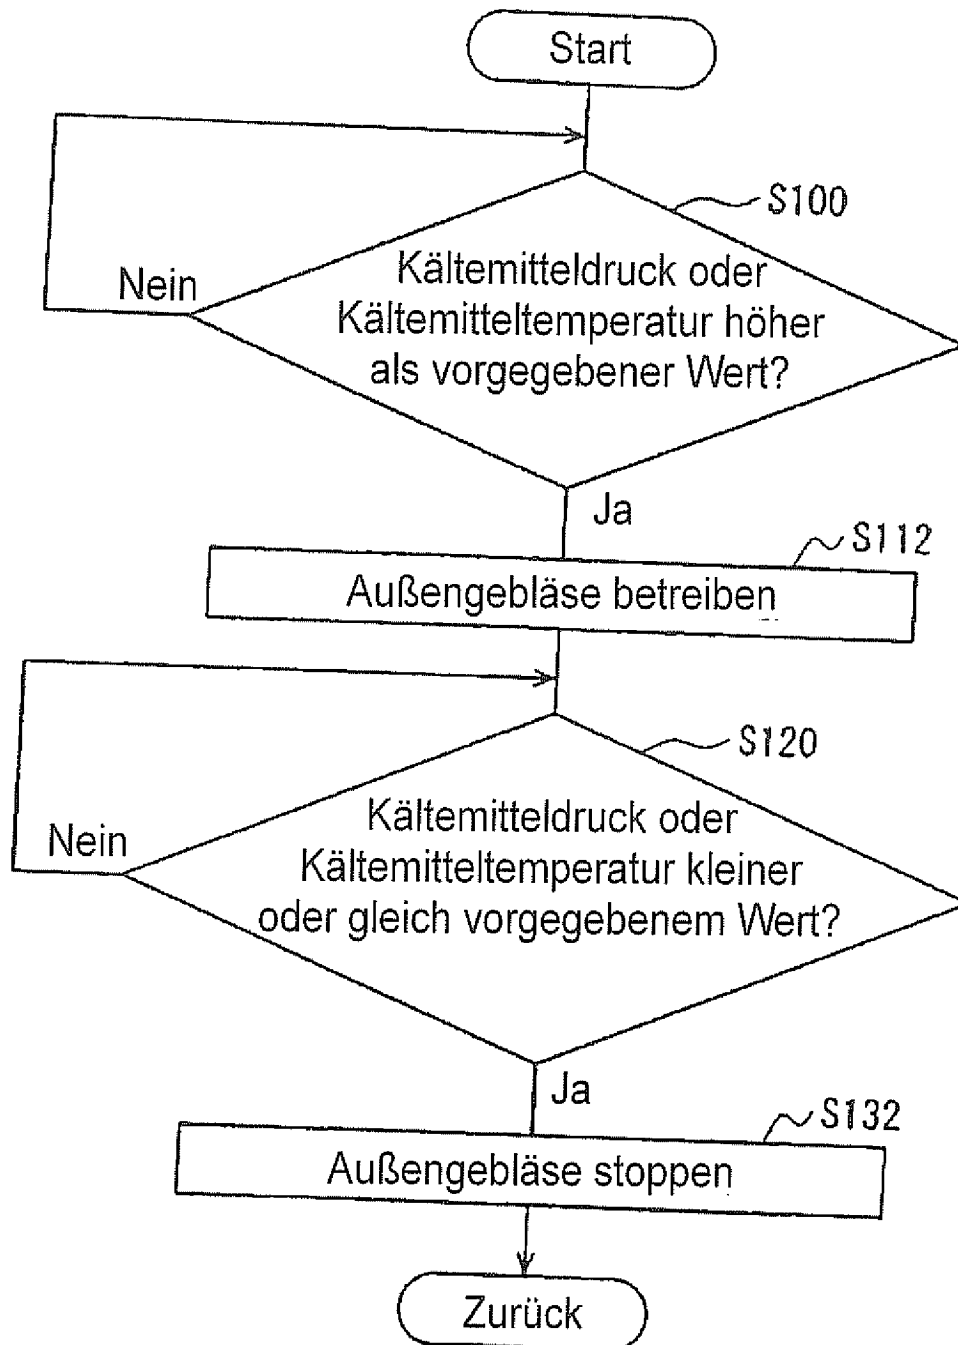 Start
S100
Kältemitteldruck oder
Kältemitteltemperatur höher
als vorgegebener Wert?
Nein
Ja
S112
Außengebläse betreiben
S120
Kältemitteldruck oder
Kältemitteltemperatur kleiner
oder gleich vorgegebenem Wert?
Nein
Ja
S132
Außengebläse stoppen
Zurück